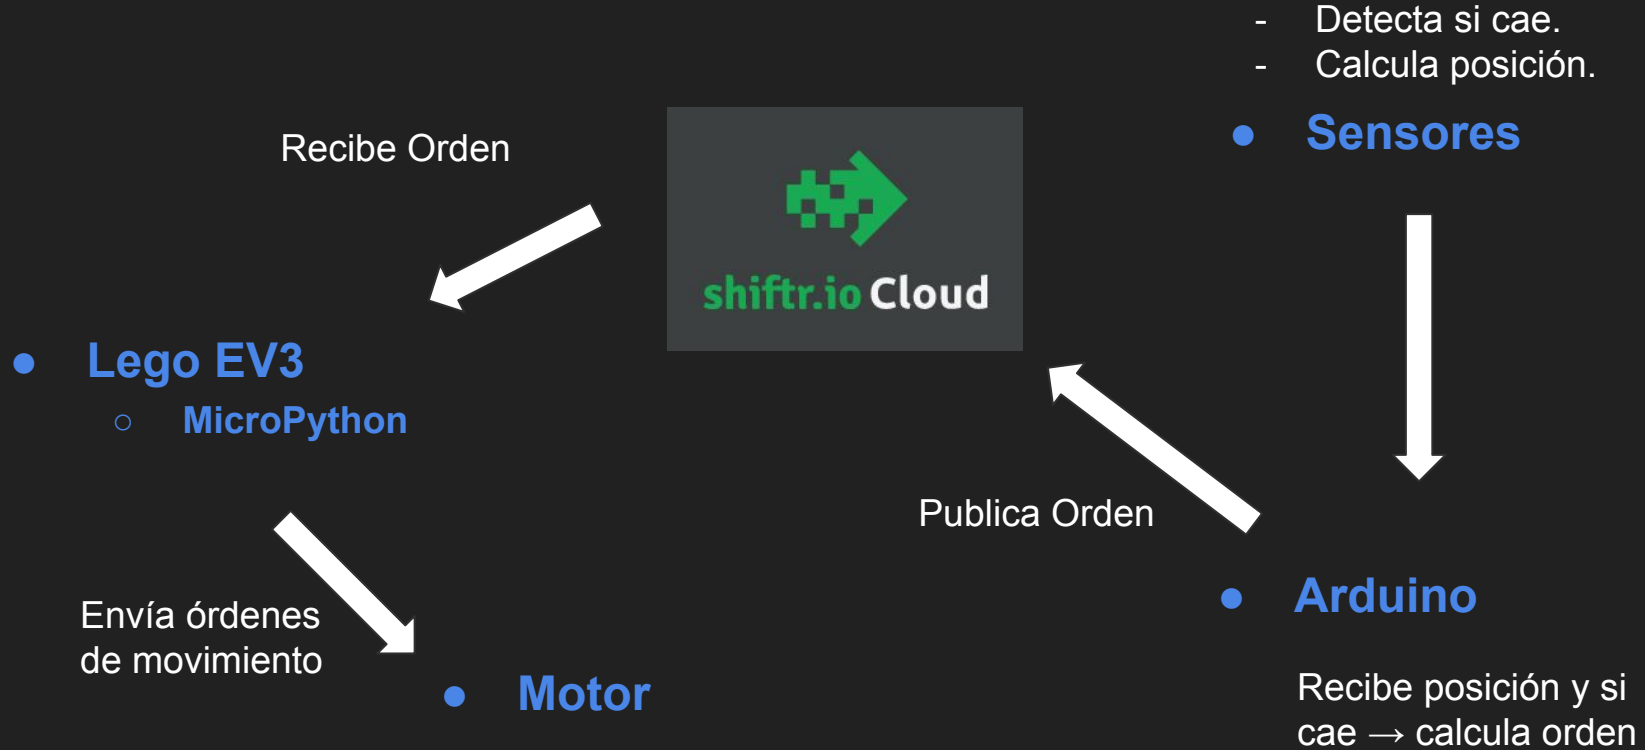 - Detecta si cae.
- Calcula posición.
● Sensores
Recibe Orden
shiftr.io Cloud
● Lego EV3
○ MicroPython
Publica Orden
● Arduino
Envía órdenes
de movimiento
● Motor
Recibe posición y si
cae → calcula orden